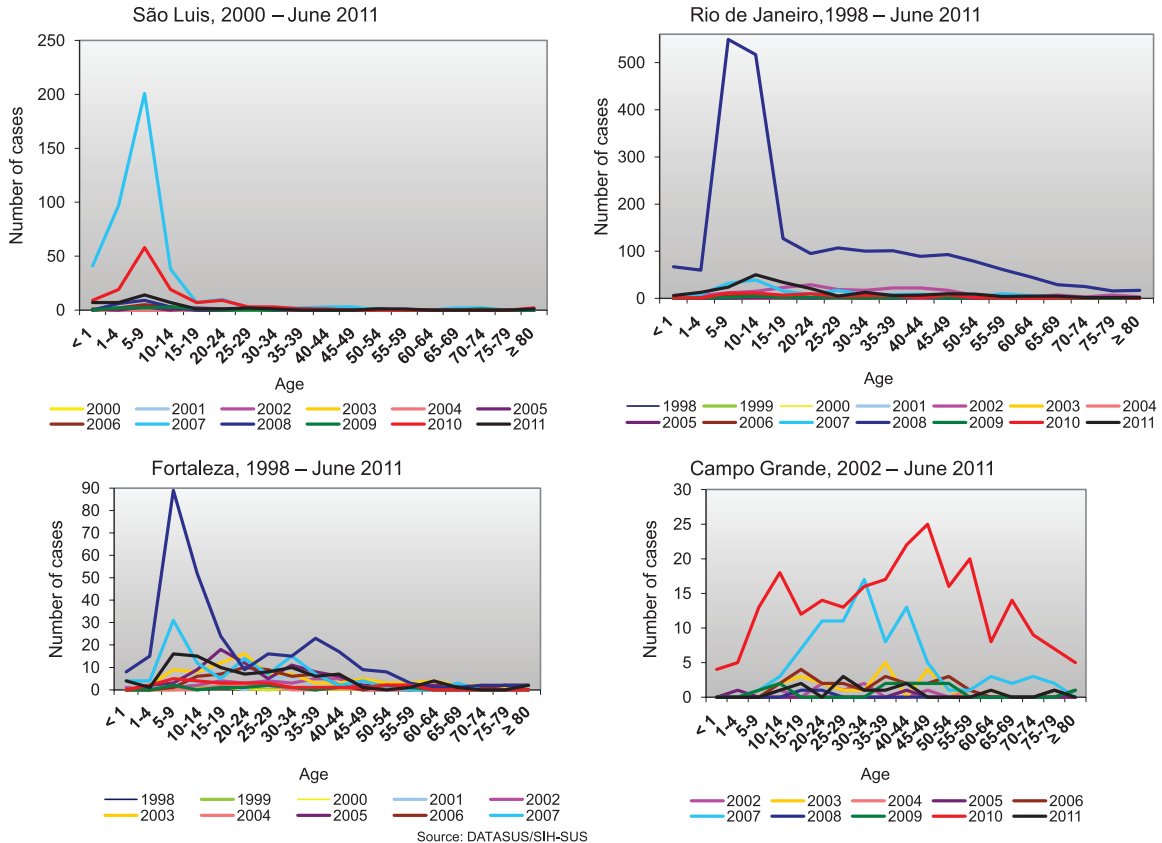 São Luis, 2000 – June 2011
250
200
150
100
50
0
Number of cases
< 1 1-4 5-9 10-14 15-19 20-24 25-29 30-34 35-39 40-44 45-49 50-54 55-59 60-64 65-69 70-74 75-79 ≥ 80
Age
2000 2001 2002 2003 2004 2005
2006 2007 2008 2009 2010 2011
Rio de Janeiro,1998 – June 2011
500
400
300
200
100
0
Number of cases
< 1 1-4 5-9 10-14 15-19 20-24 25-29 30-34 35-39 40-44 45-49 50-54 55-59 60-64 65-69 70-74 75-79 ≥ 80
Age
1998 1999 2000 2001 2002 2003 2004
2005 2006 2007 2008 2009 2010 2011
Fortaleza, 1998 – June 2011
90
80
70
60
50
40
30
20
10
0
Number of cases
< 1 1-4 5-9 10-14 15-19 20-24 25-29 30-34 35-39 40-44 45-49 50-54 55-59 60-64 65-69 70-74 75-79 ≥ 80
Age
1998 1999 2000 2001 2002
2003 2004 2005 2006 2007
Campo Grande, 2002 – June 2011
30
25
20
15
10
5
0
Number of cases
< 1 1-4 5-9 10-14 15-19 20-24 25-29 30-34 35-39 40-44 45-49 50-54 55-59 60-64 65-69 70-74 75-79 ≥ 80
Age
2002 2003 2004 2005 2006
2007 2008 2009 2010 2011
Source: DATASUS/SIH-SUS